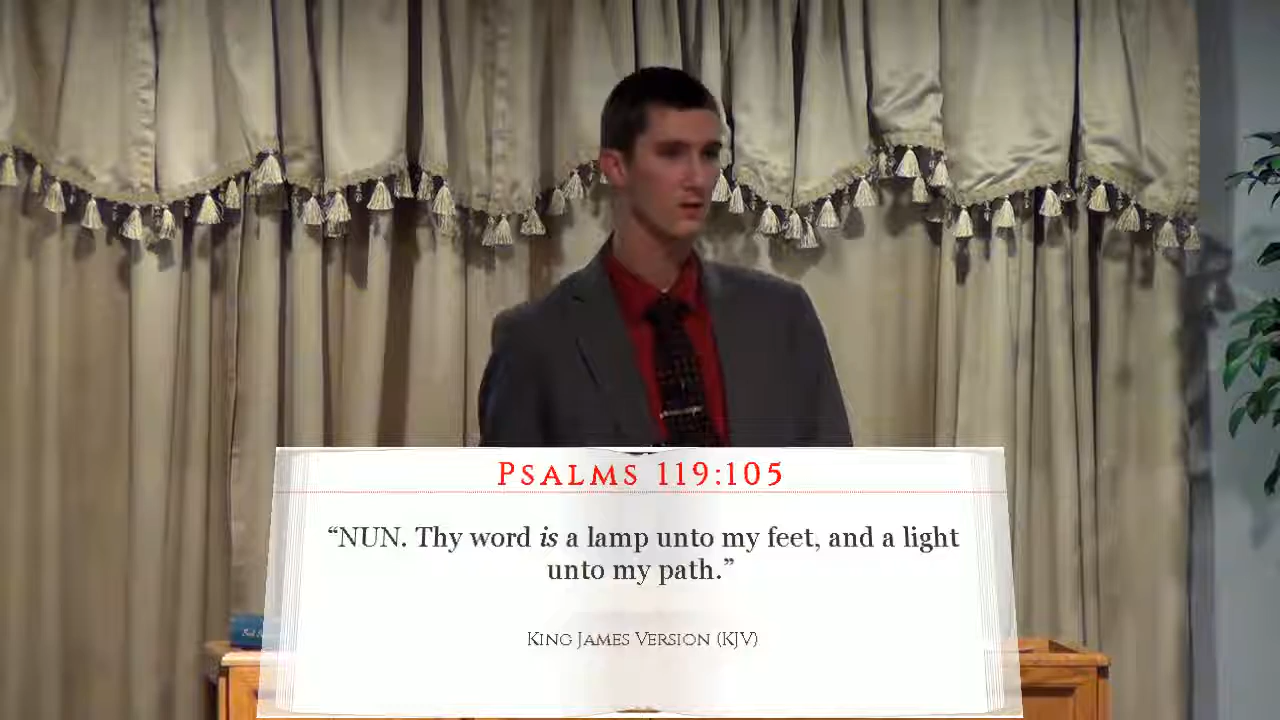 PSALMS 119:105
“NUN. Thy word is a lamp unto my feet, and a light
unto my path.”
KING JAMES VERSION (KJV)